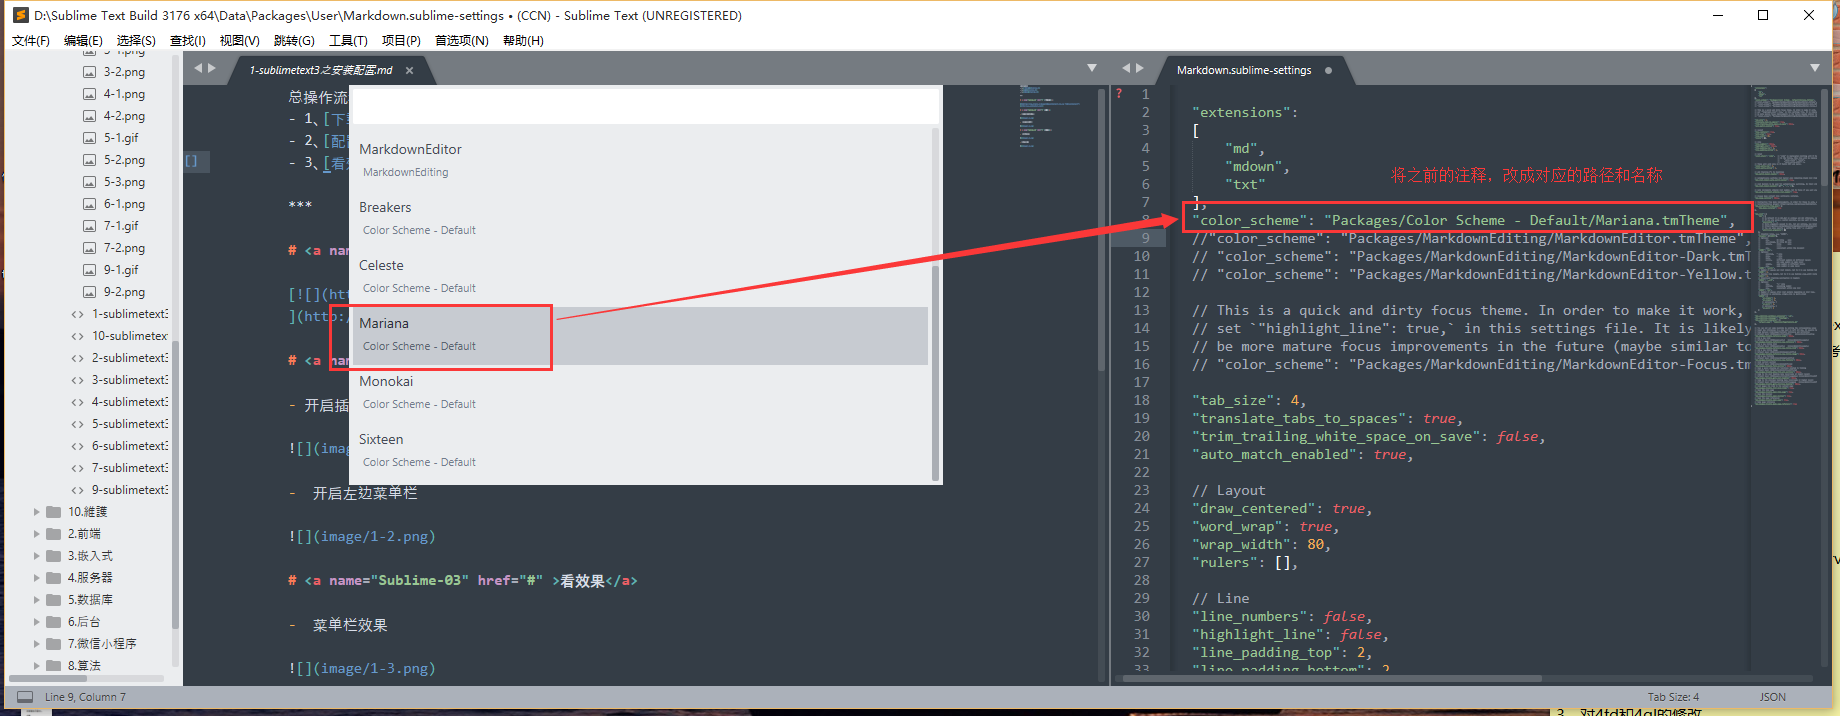 D:\Sublime Text Build 3176 x64\Data\Packages\User\Markdown.sublime-settings • (CCN) - Sublime Text (UNREGISTERED)
文件(F) 编辑(E) 选择(S) 查找(I) 视图(V) 跳转(G) 工具(T) 项目(P) 首选项(N) 帮助(H)
3-2.png
4-1.png
4-2.png
5-1.gif
5-2.png
5-3.png
6-1.png
7-1.gif
7-2.png
9-1.gif
9-2.png
1-sublimetext3
10-sublimetex
2-sublimetext3
3-sublimetext3
4-sublimetext3
5-sublimetext3
6-sublimetext3
7-sublimetext3
9-sublimetext3
10.維護
2.前端
3.嵌入式
4.服务器
5.数据库
6.后台
7.微信小程序
8.算法
1-sublimetext3之安装配置.md
总操作流
- 1、[下
- 2、[配
- 3、[看
***
# <a na
[![](ht
](http:
# <a na
- 开启插
![](ima
- 开启左边菜单栏
![](image/1-2.png)
# <a name="Sublime-03" href="#" >看效果</a>
- 菜单栏效果
![](image/1-3.png)
MarkdownEditor
MarkdownEditing
Breakers
Color Scheme - Default
Celeste
Color Scheme - Default
Mariana
Color Scheme - Default
Monokai
Color Scheme - Default
Sixteen
Color Scheme - Default
Markdown.sublime-settings
1
2 "extensions":
3 [
4 "md",
5 "mdown",
6 "txt"
将之前的注释，改成对应的路径和名称
7 ],
8 "color_scheme": "Packages/Color Scheme - Default/Mariana.tmTheme",
9 //"color_scheme": "Packages/MarkdownEditing/MarkdownEditor.tmTheme",
10 // "color_scheme": "Packages/MarkdownEditing/MarkdownEditor-Dark.tmT
11 // "color_scheme": "Packages/MarkdownEditing/MarkdownEditor-Yellow.t
12
13 // This is a quick and dirty focus theme. In order to make it work,
14 // set `"highlight_line": true,` in this settings file. It is likely
15 // be more mature focus improvements in the future (maybe similar to
16 // "color_scheme": "Packages/MarkdownEditing/MarkdownEditor-Focus.tm
17
18 "tab_size": 4,
19 "translate_tabs_to_spaces": true,
20 "trim_trailing_white_space_on_save": false,
21 "auto_match_enabled": true,
22
23 // Layout
24 "draw_centered": true,
25 "word_wrap": true,
26 "wrap_width": 80,
27 "rulers": [],
28
29 // Line
30 "line_numbers": false,
31 "highlight_line": false,
32 "line_padding_top": 2,
33 "line_padding_bottom": 2
Line 9, Column 7
Tab Size: 4
JSON
3、对4fd和4gl的修改